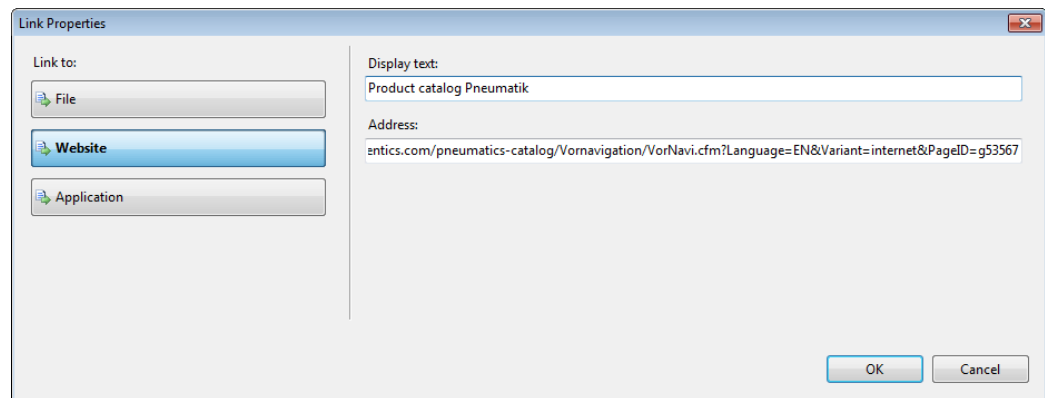 Link Properties
Link to:
File
Website
Application
Display text:
Product catalog Pneumatik
Address:
entics.com/pneumatics-catalog/Vornavigation/VorNavi.cfm?Language=EN&Variant=internet&PageID=g53567
OK
Cancel